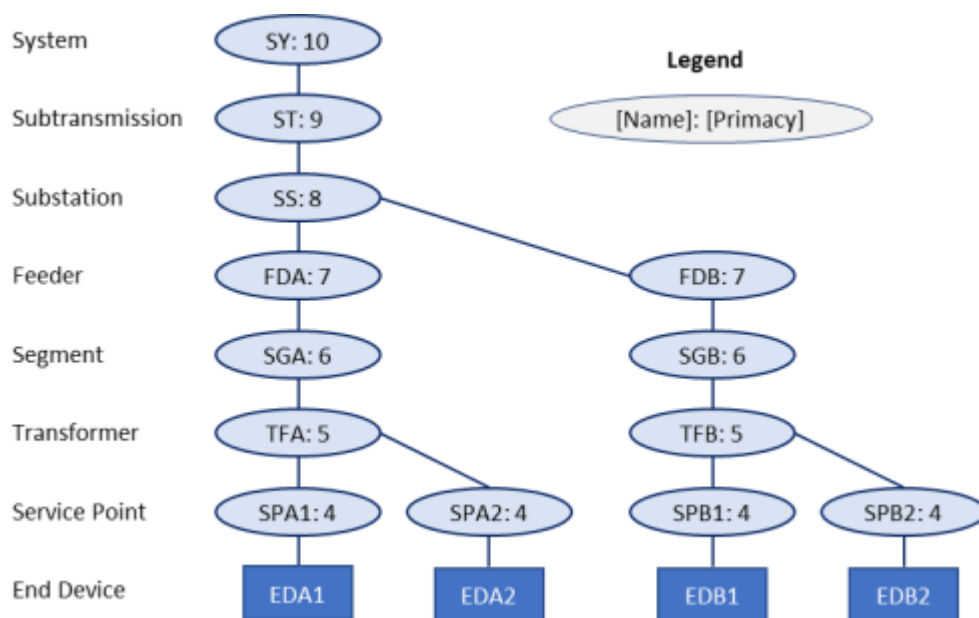 System
SY: 10
Legend
Subtransmission
ST: 9
[Name]: [Primacy]
Substation
SS: 8
Feeder
FDA: 7
FDB: 7
Segment
SGA: 6
SGB: 6
Transformer
TFA: 5
TFB: 5
Service Point
SPA1: 4
SPA2: 4
SPB1: 4
SPB2: 4
End Device
EDA1
EDA2
EDB1
EDB2